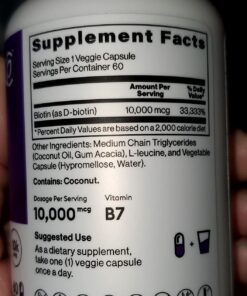 Supplement Facts
Serving Size 1 Veggie Capsule
Servings Per Container 60
Amount Per Serving % Daily Value*
Biotin (as D-biotin) 10,000 mcg 33,333%
* Percent Daily Values are based on a 2,000 calorie diet
Other Ingredients: Medium Chain Triglycerides
(Coconut Oil, Gum Acacia), L-leucine, and Vegetable
Capsule (Hypromellose, Water).
Contains: Coconut.
Dosage Per Serving Vitamin
10,000 mcg B7
Suggested Use
As a dietary supplement,
take one (1) veggie capsule
once a day.